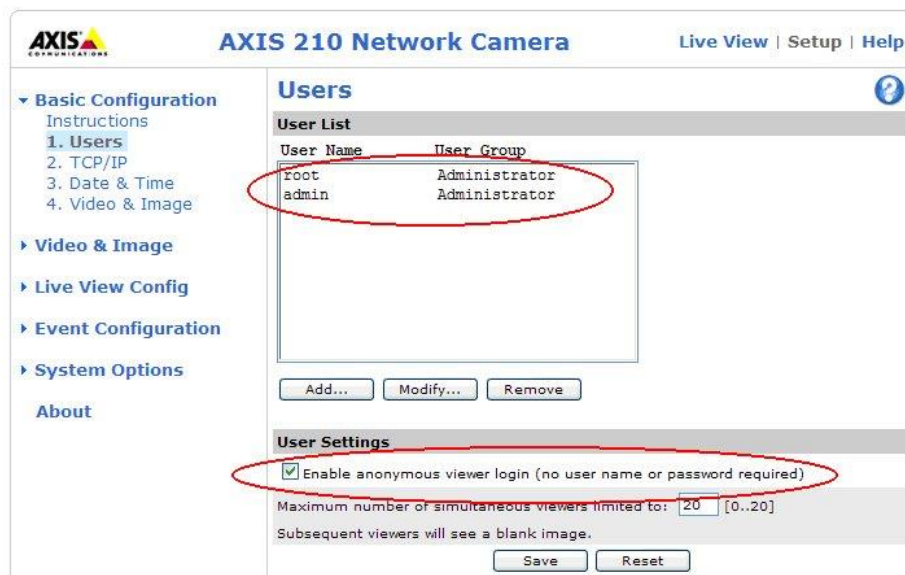 AXIS
COMMUNICATIONS
AXIS 210 Network Camera
Live View | Setup | Help
Basic Configuration
Instructions
1. Users
2. TCP/IP
3. Date & Time
4. Video & Image
Video & Image
Live View Config
Event Configuration
System Options
About
Users
?
User List
User Name User Group
root Administrator
admin Administrator
Add... Modify... Remove
User Settings
Enable anonymous viewer login (no user name or password required)
Maximum number of simultaneous viewers limited to: 20 [0..20]
Subsequent viewers will see a blank image.
Save Reset